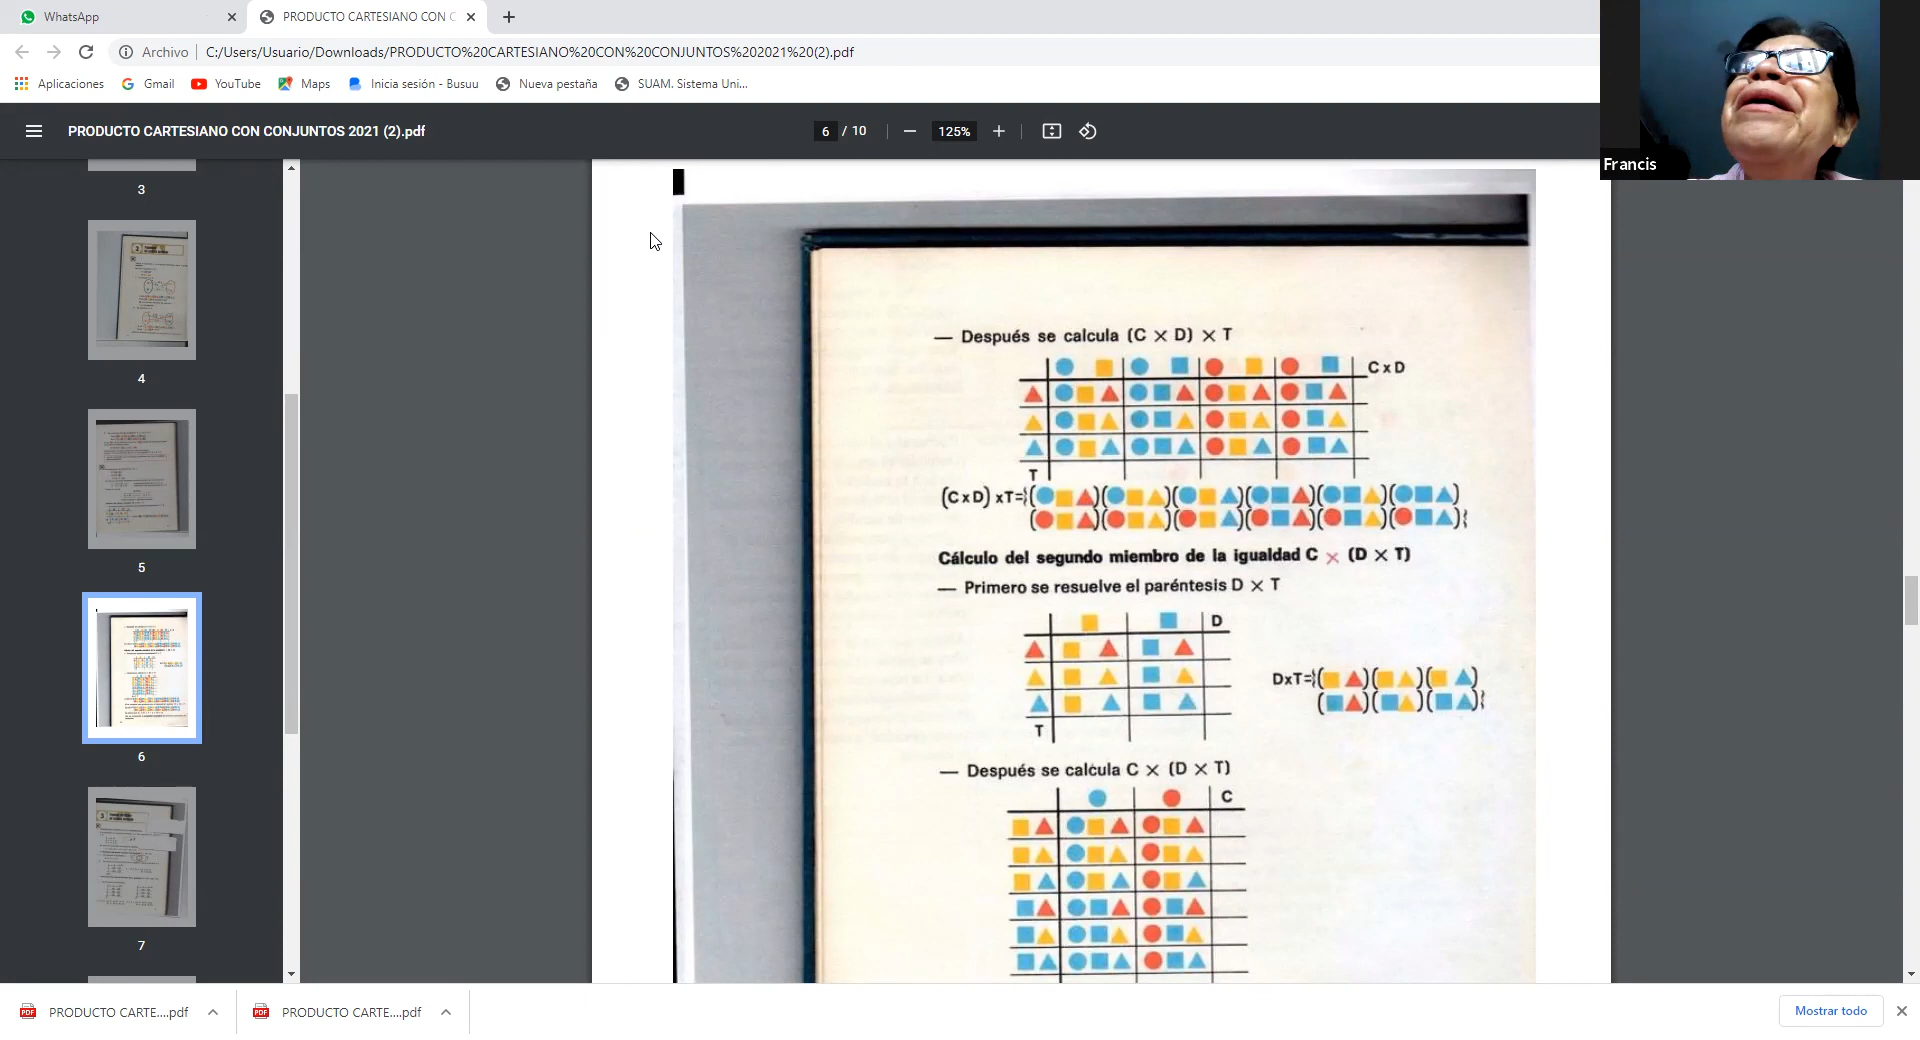 WhatsApp
PRODUCTO CARTESIANO CON C
Archivo
C:/Users/Usuario/Downloads/PRODUCTO%20CARTESIANO%20CON%20CONJUNTOS%202021%20(2).pdf
Aplicaciones
Gmail
YouTube
Maps
Inicia sesión - Busuu
Nueva pestaña
SUAM. Sistema Uni...
Francis
PRODUCTO CARTESIANO CON CONJUNTOS 2021 (2).pdf
6 / 10
125%
3
4
5
6
7
— Después se calcula (C × D) × T
C x D
T
(C x D) x T =
Cálculo del segundo miembro de la igualdad C × (D × T)
— Primero se resuelve el paréntesis D × T
D
T
D x T =
— Después se calcula C × (D × T)
C
PRODUCTO CARTE....pdf
PRODUCTO CARTE....pdf
Mostrar todo